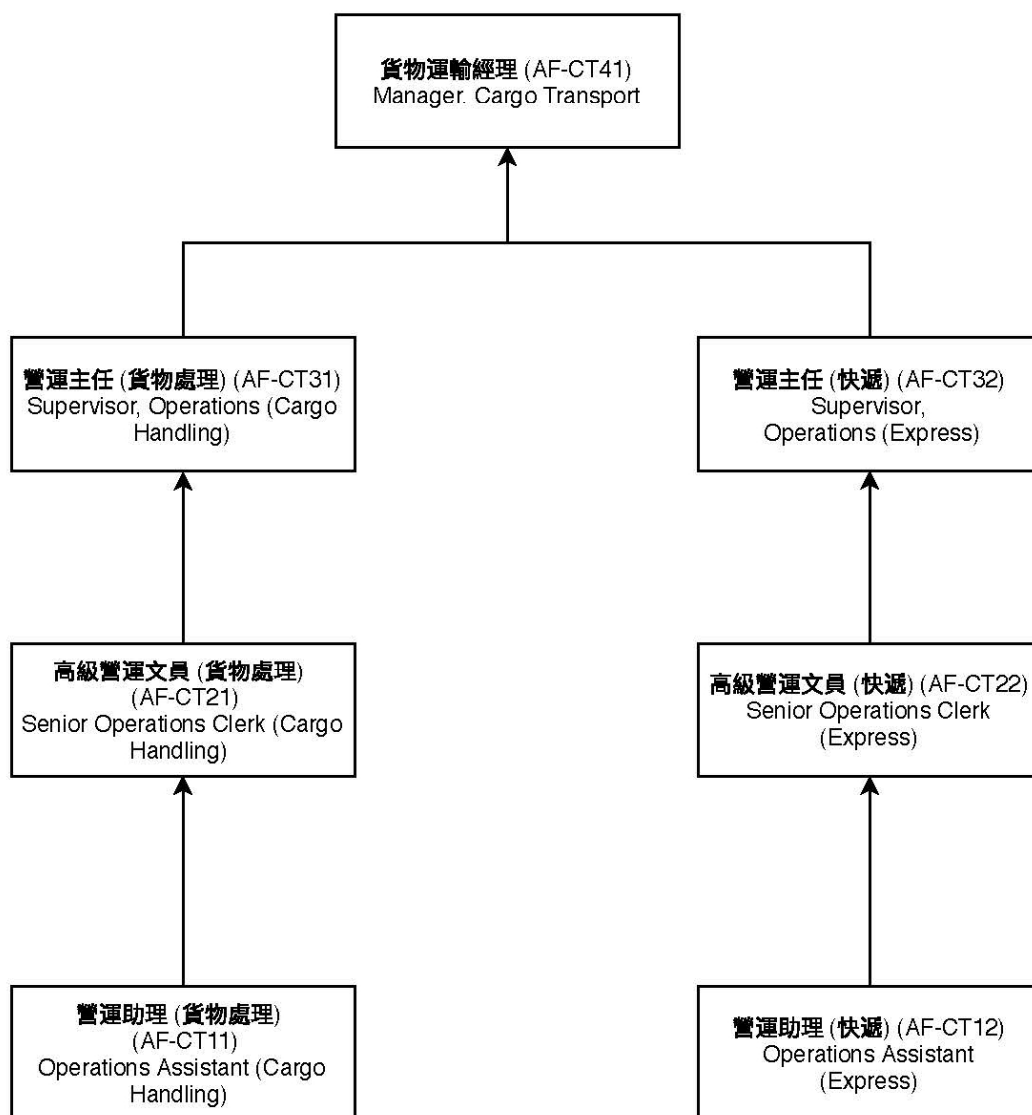 貨物運輸經理 (AF-CT41)
Manager. Cargo Transport
營運主任 (貨物處理) (AF-CT31)
Supervisor, Operations (Cargo
Handling)
營運主任 (快遞) (AF-CT32)
Supervisor,
Operations (Express)
高級營運文員 (貨物處理)
(AF-CT21)
Senior Operations Clerk (Cargo
Handling)
高級營運文員 (快遞) (AF-CT22)
Senior Operations Clerk
(Express)
營運助理 (貨物處理)
(AF-CT11)
Operations Assistant (Cargo
Handling)
營運助理 (快遞) (AF-CT12)
Operations Assistant
(Express)